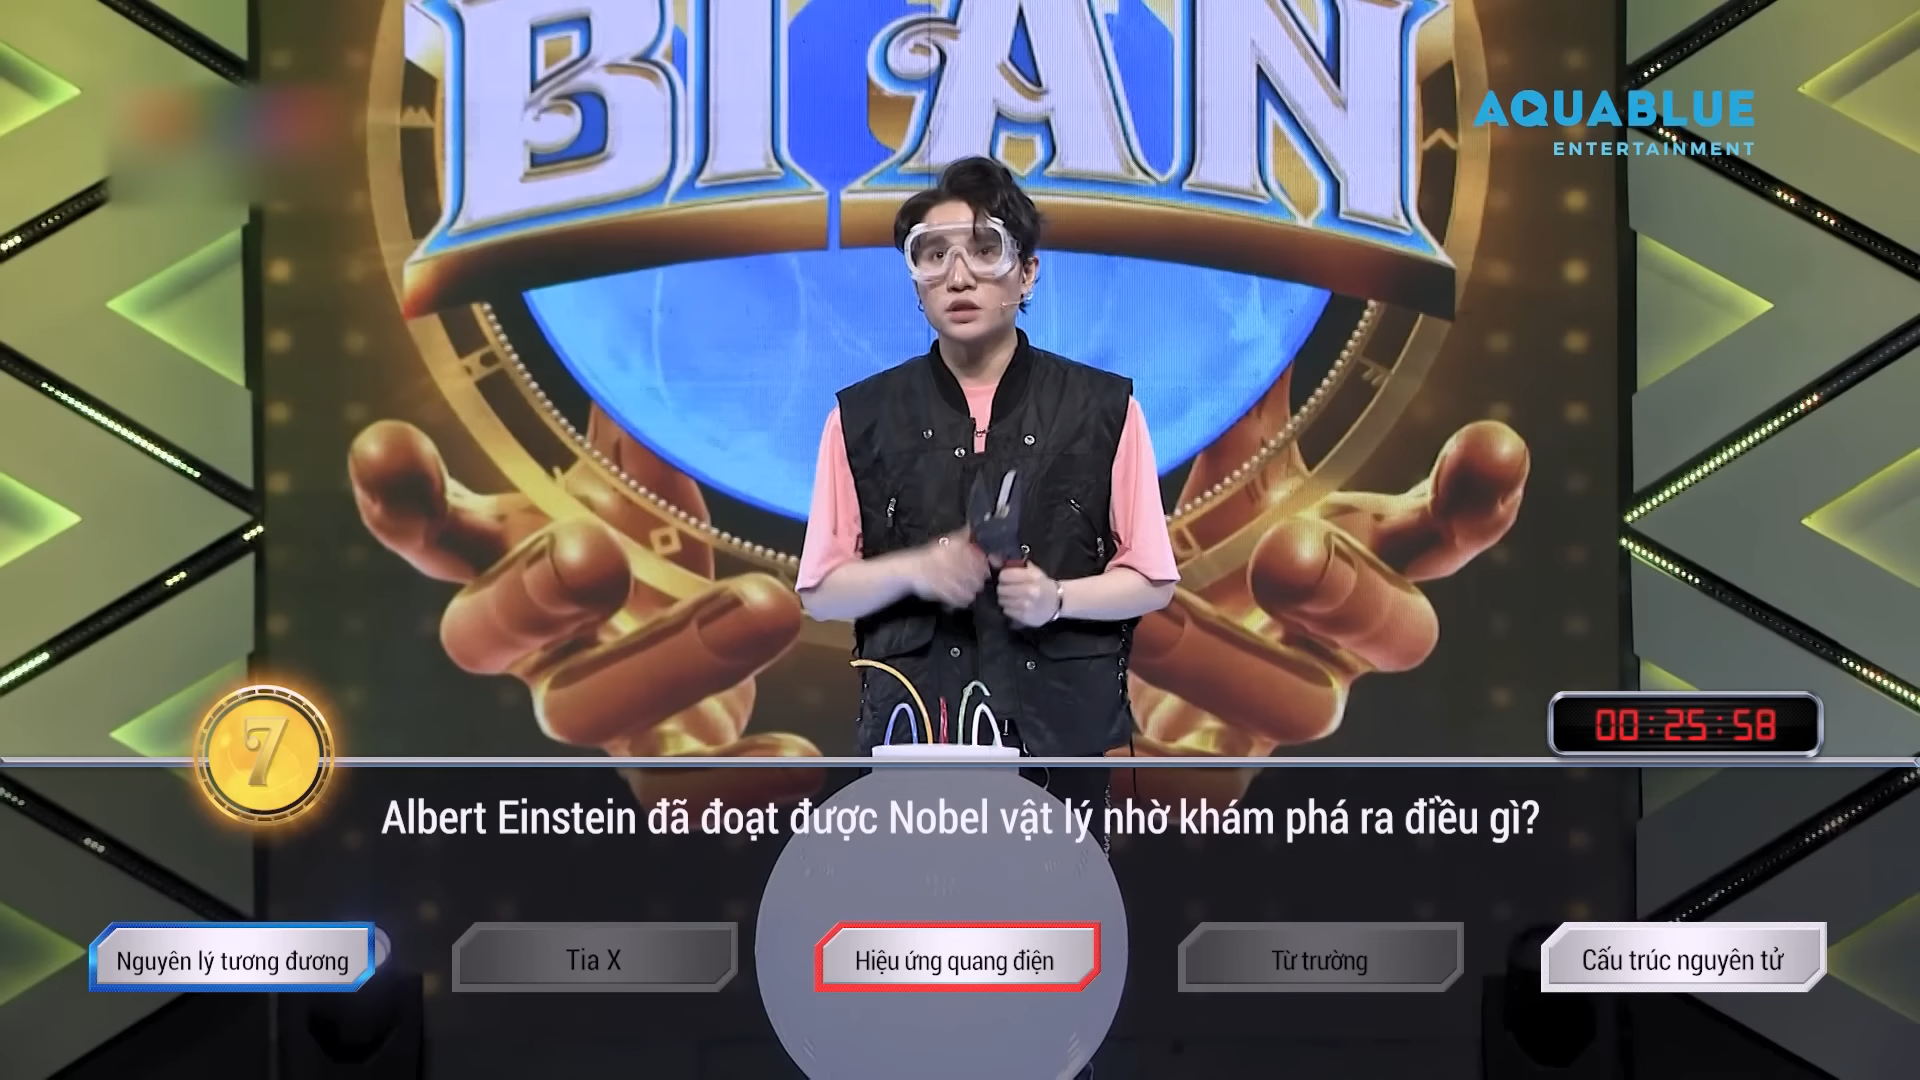 BÍ ẨN
AQUABLUE
ENTERTAINMENT
7
00:25:58
Albert Einstein đã đoạt được Nobel vật lý nhờ khám phá ra điều gì?
Nguyên lý tương đương
Tia X
Hiệu ứng quang điện
Từ trường
Cấu trúc nguyên tử